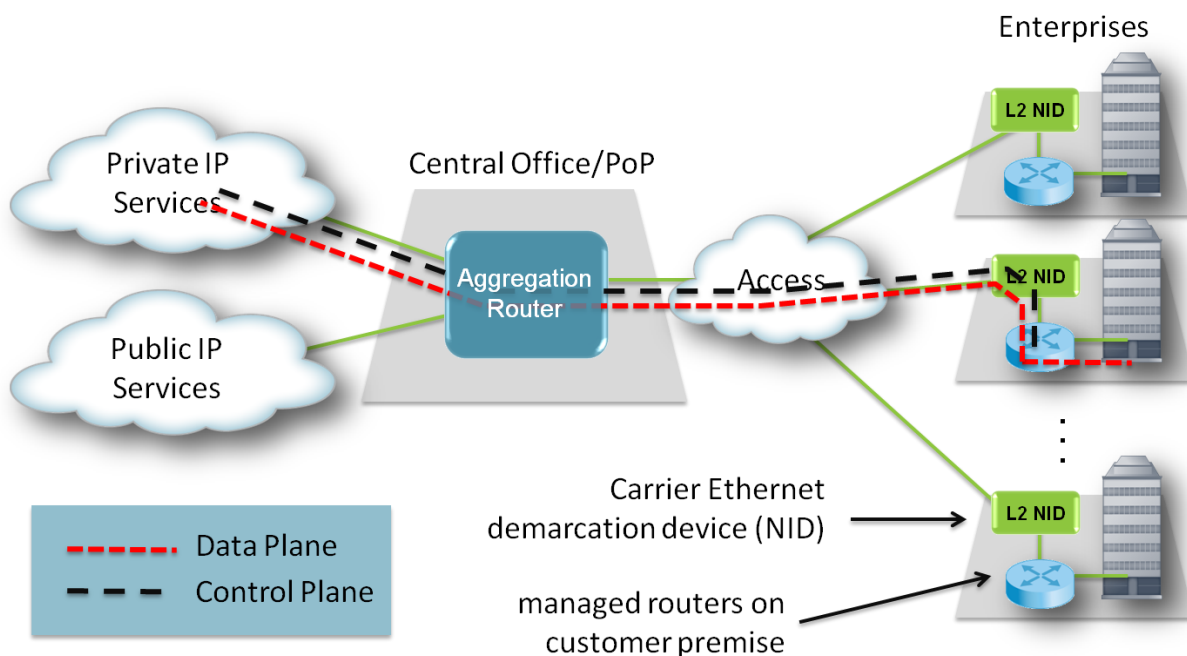 Enterprises
L2 NID
Private IP
Services
Central Office/PoP
Aggregation
Router
Access
L2 NID
Public IP
Services
L2 NID
Carrier Ethernet
demarcation device (NID)
managed routers on
customer premise
Data Plane
Control Plane